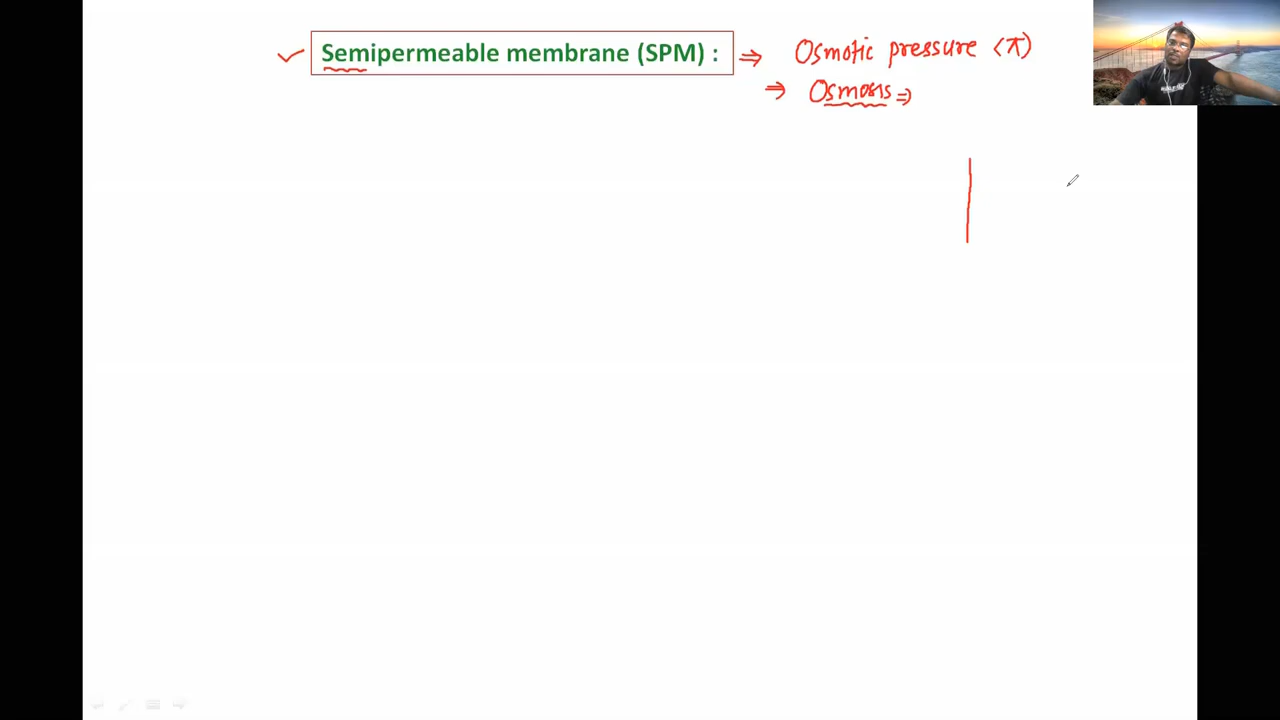 ✓ Semipermeable membrane (SPM) : ⇒ Osmotic pressure (π)
⇒ Osmosis ⇒